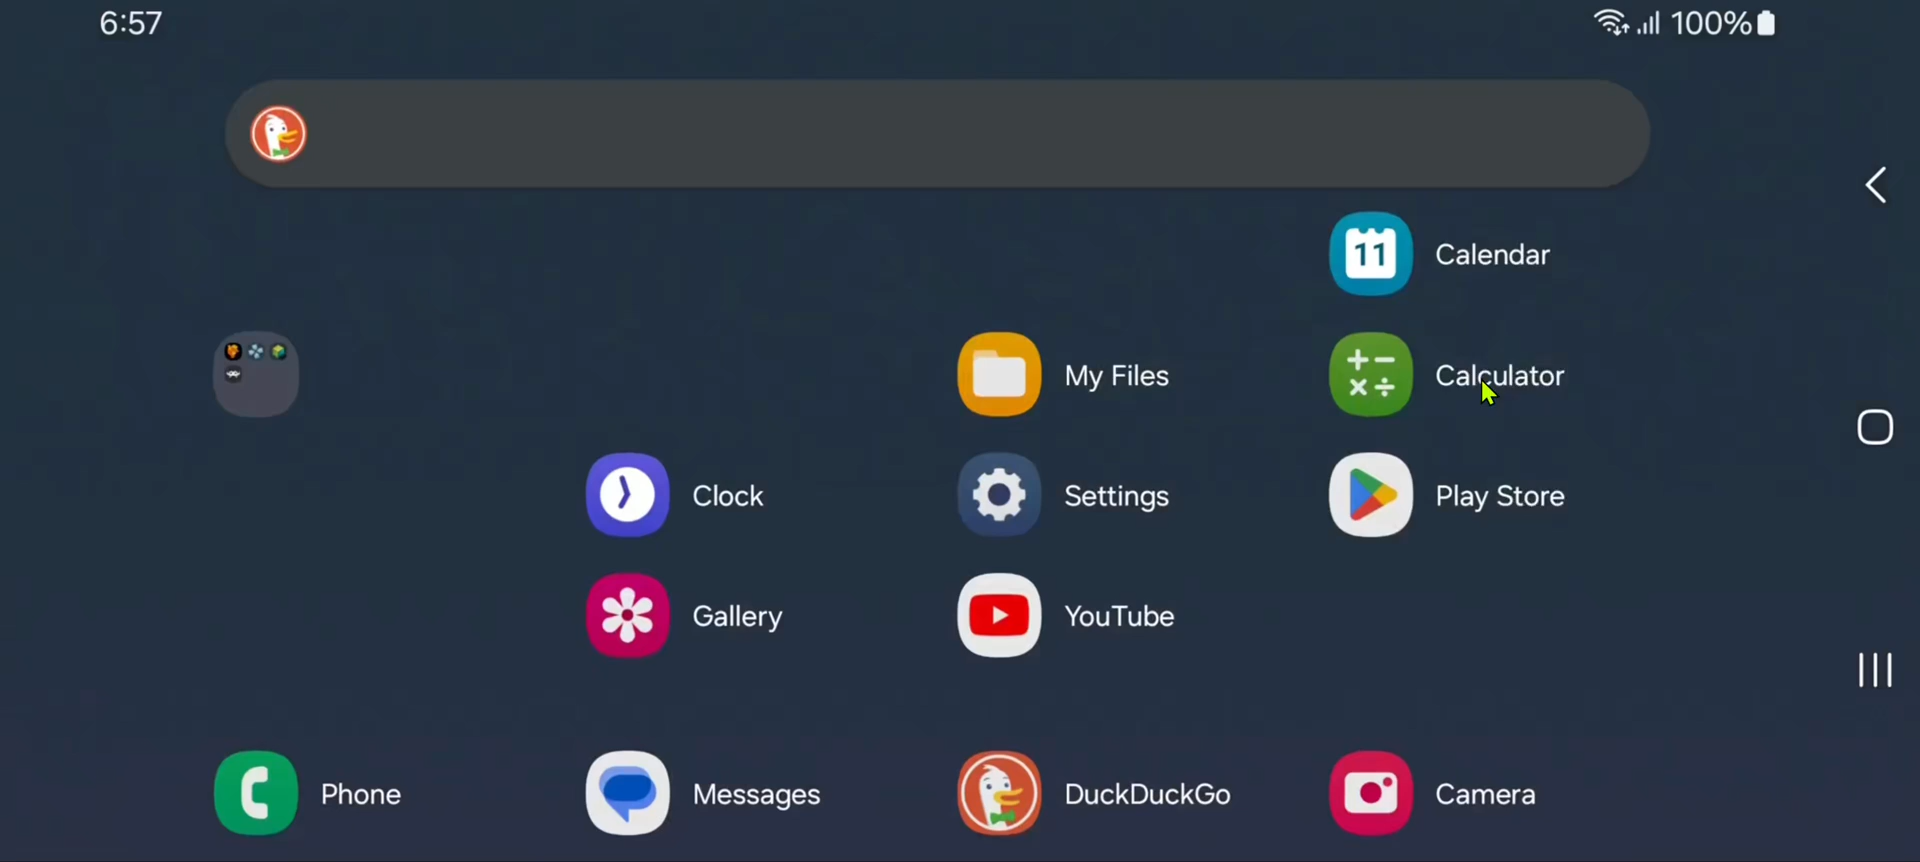 6:57 100%
11 Calendar
My Files Calculator
Clock Settings Play Store
Gallery YouTube
Phone Messages DuckDuckGo Camera